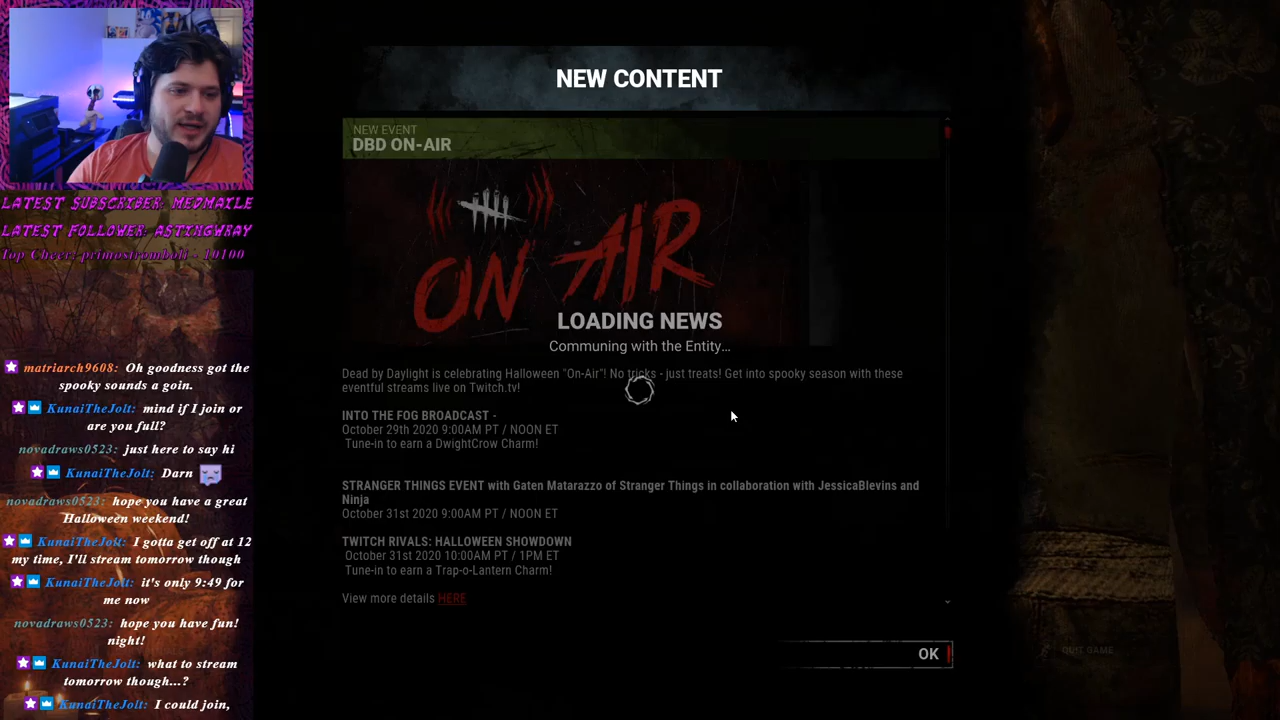 LATEST SUBSCRIBER: MEDMAILE
LATEST FOLLOWER: ASTINGWRAY
Top Cheer: primostromboli - 10100
matriarch9608: Oh goodness got the
spooky sounds a goin.
KunaiTheJolt: mind if I join or
are you full?
novadraws0523: just here to say hi
KunaiTheJolt: Darn
novadraws0523: hope you have a great
Halloween weekend!
KunaiTheJolt: I gotta get off at 12
my time, I'll stream tomorrow though
KunaiTheJolt: it's only 9:49 for
me now
novadraws0523: hope you have fun!
night!
KunaiTheJolt: what to stream
tomorrow though...?
KunaiTheJolt: I could join,
NEW CONTENT
NEW EVENT
DBD ON-AIR
ON AIR
LOADING NEWS
Communing with the Entity...
Dead by Daylight is celebrating Halloween "On-Air"! No tricks - just treats! Get into spooky season with these
eventful streams live on Twitch.tv!
INTO THE FOG BROADCAST -
October 29th 2020 9:00AM PT / NOON ET
Tune-in to earn a DwightCrow Charm!
STRANGER THINGS EVENT with Gaten Matarazzo of Stranger Things in collaboration with JessicaBlevins and
Ninja
October 31st 2020 9:00AM PT / NOON ET
TWITCH RIVALS: HALLOWEEN SHOWDOWN
October 31st 2020 10:00AM PT / 1PM ET
Tune-in to earn a Trap-o-Lantern Charm!
View more details HERE
OK
QUIT GAME